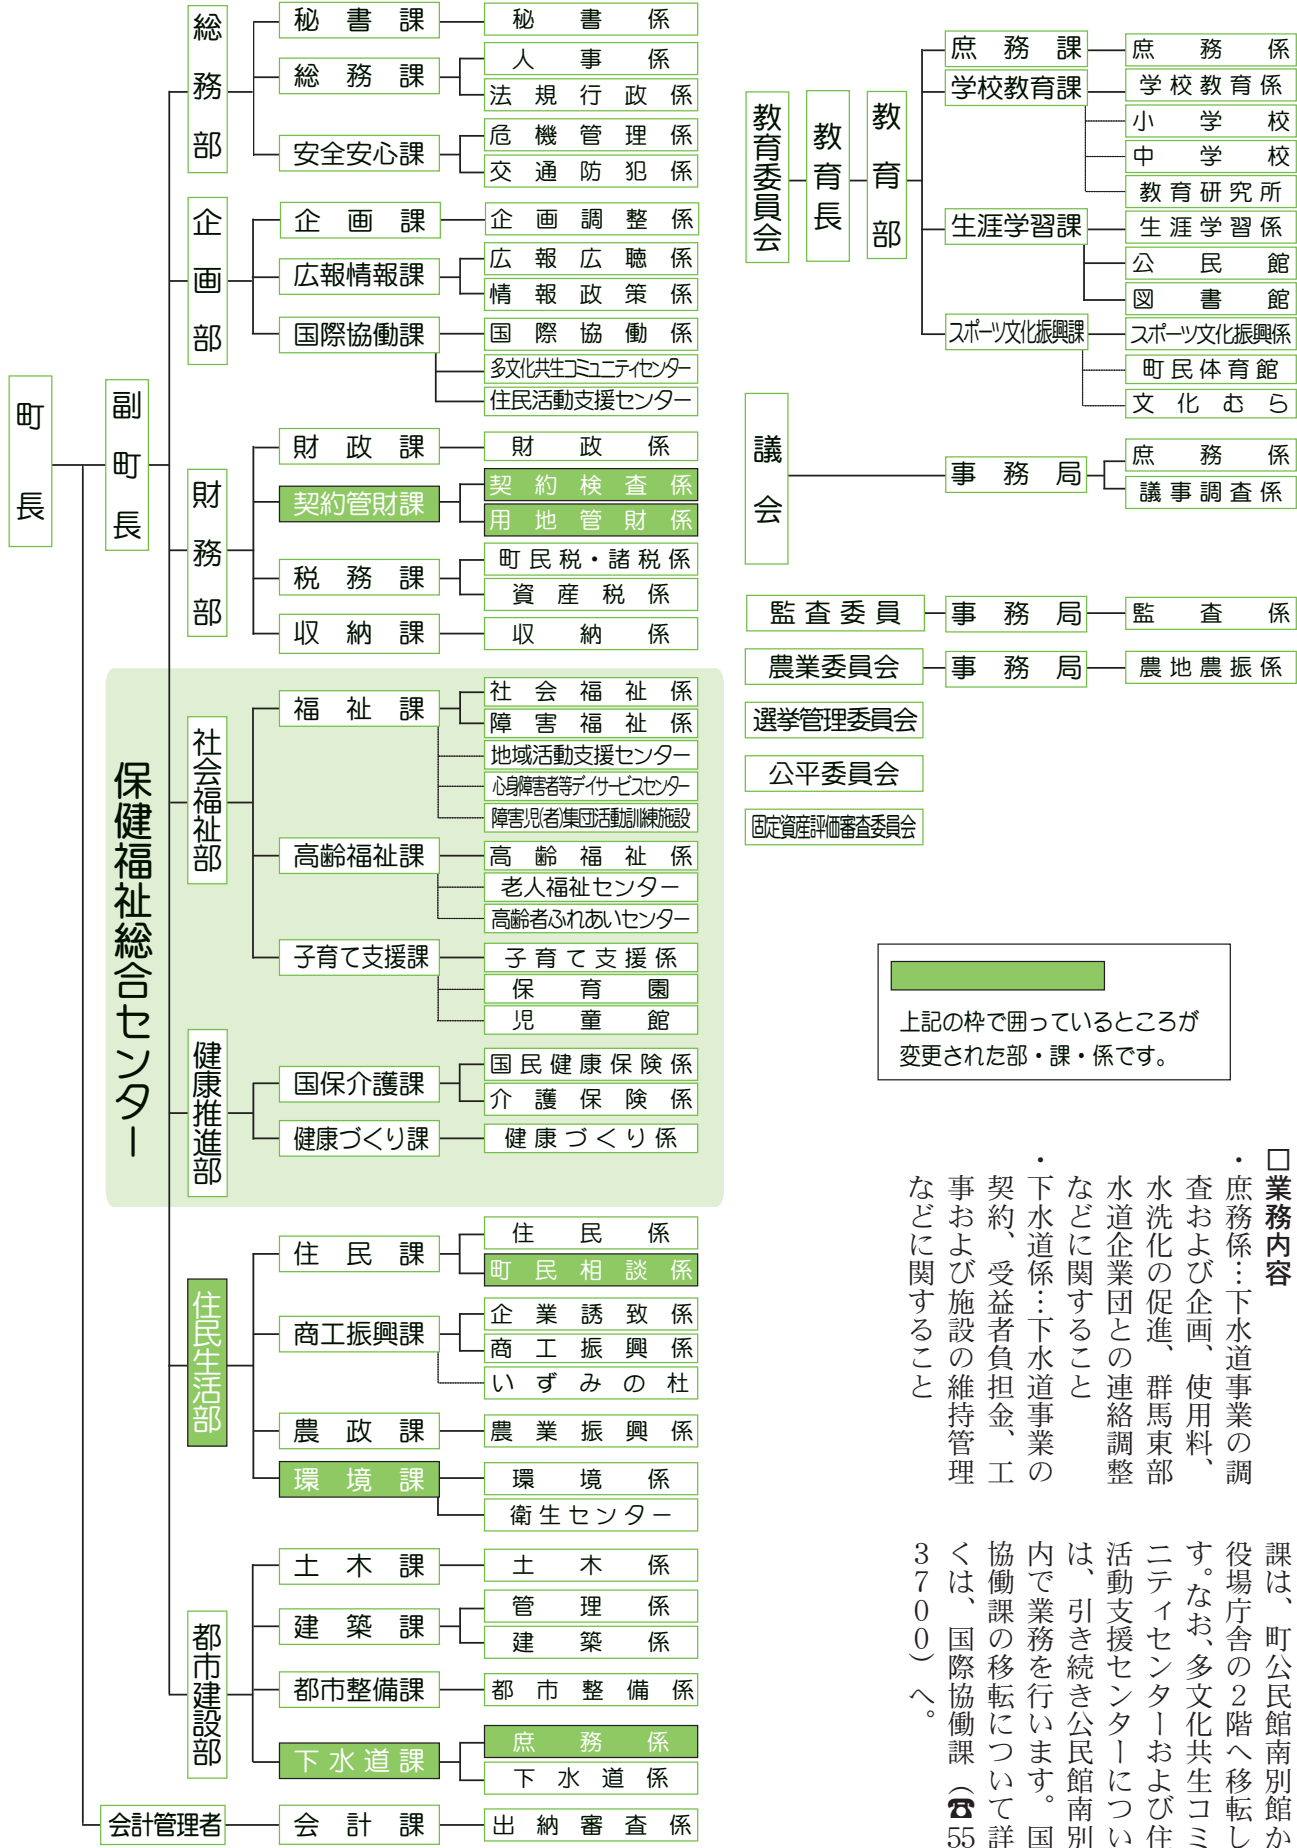 町長
副町長
総務部
秘書課
秘書係
総務課
人事係
法規行政係
安全安心課
危機管理係
交通防犯係
企画部
企画課
企画調整係
広報情報課
広報広聴係
情報政策係
国際協働課
国際協働係
多文化共生コミュニティセンター
住民活動支援センター
財務部
財政課
財政係
契約管財課
契約検査係
用地管財係
税務課
町民税・諸税係
資産税係
収納課
収納係
保健福祉総合センター
社会福祉部
福祉課
社会福祉係
障害福祉係
地域活動支援センター
心身障害者等デイサービスセンター
障害児(者)集団活動訓練施設
高齢福祉課
高齢福祉係
老人福祉センター
高齢者ふれあいセンター
子育て支援課
子育て支援係
保育園
児童館
健康推進部
国保介護課
国民健康保険係
介護保険係
健康づくり課
健康づくり係
住民生活部
住民課
住民係
町民相談係
商工振興課
企業誘致係
商工振興係
いずみの杜
農政課
農業振興係
環境課
環境係
衛生センター
都市建設部
土木課
土木係
建築課
管理係
建築係
都市整備課
都市整備係
下水道課
庶務係
下水道係
会計管理者
会計課
出納審査係
教育委員会
教育長
教育部
庶務課
庶務係
学校教育課
学校教育係
小学校
中学校
教育研究所
生涯学習課
生涯学習係
公民館
図書館
スポーツ文化振興課
スポーツ文化振興係
町民体育館
文化むら
議会
事務局
庶務係
議事調査係
監査委員
事務局
監査係
農業委員会
事務局
農地農振係
選挙管理委員会
公平委員会
固定資産評価審査委員会
上記の枠で囲っているところが
変更された部・課・係です。
□業務内容
・庶務係…下水道事業の調
査および企画、使用料、
水洗化の促進、群馬東部
水道企業団との連絡調整
などに関すること
・下水道係…下水道事業の
契約、受益者負担金、工
事および施設の維持管理
などに関すること
課は、町公民館南別館か
役場庁舎の２階へ移転し
す。なお、多文化共生コミ
ニティセンターおよび住
活動支援センターについ
は、引き続き公民館南別
内で業務を行います。国
協働課の移転について詳
くは、国際協働課（☎55
３７００）へ。